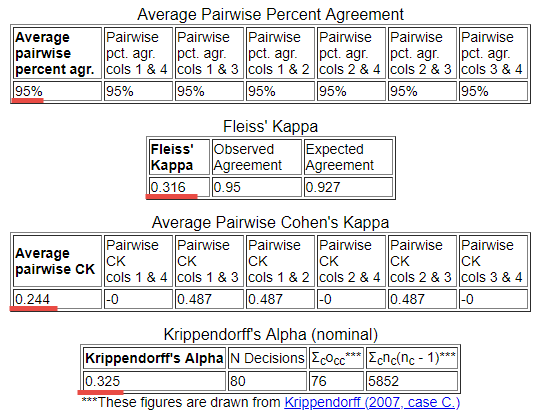 Average Pairwise Percent Agreement
Average pairwise percent agr. Pairwise pct. agr. cols 1 & 4 Pairwise pct. agr. cols 1 & 3 Pairwise pct. agr. cols 1 & 2 Pairwise pct. agr. cols 2 & 4 Pairwise pct. agr. cols 2 & 3 Pairwise pct. agr. cols 3 & 4
95% 95% 95% 95% 95% 95% 95%
Fleiss' Kappa
Fleiss' Kappa Observed Agreement Expected Agreement
0.316 0.95 0.927
Average Pairwise Cohen's Kappa
Average pairwise CK Pairwise CK cols 1 & 4 Pairwise CK cols 1 & 3 Pairwise CK cols 1 & 2 Pairwise CK cols 2 & 4 Pairwise CK cols 2 & 3 Pairwise CK cols 3 & 4
0.244 -0 0.487 0.487 -0 0.487 -0
Krippendorff's Alpha (nominal)
Krippendorff's Alpha N Decisions Σcocc*** Σcnc(nc - 1)***
0.325 80 76 5852
***These figures are drawn from Krippendorff (2007, case C.)